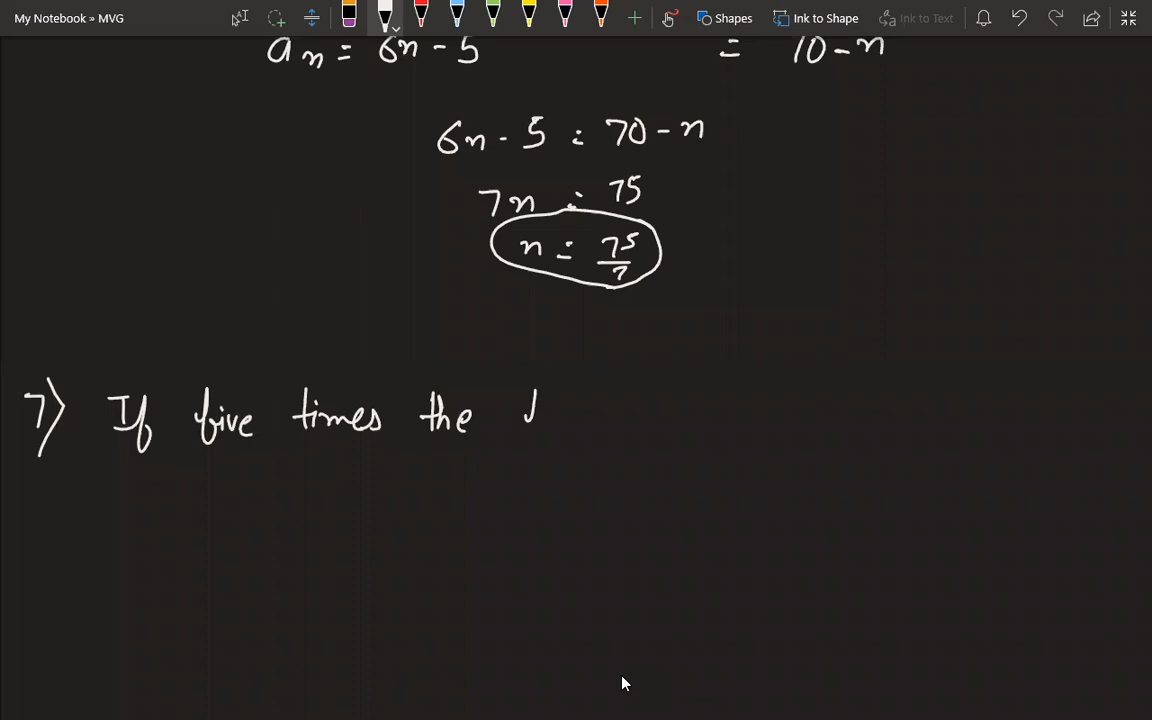 My Notebook » MVG
Shapes
Ink to Shape
Ink to Text
an = 6n - 5 = 70 - n
6n - 5 = 70 - n
7n = 75
n = 75/7
7) If five times the